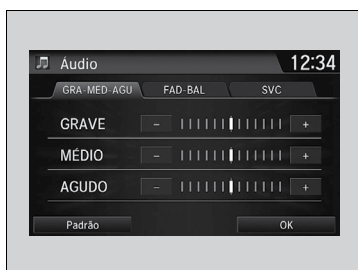 Áudio 12:34
GRA-MED-AGU FAD-BAL SVC
GRAVE - +
MÉDIO - +
AGUDO - +
Padrão OK